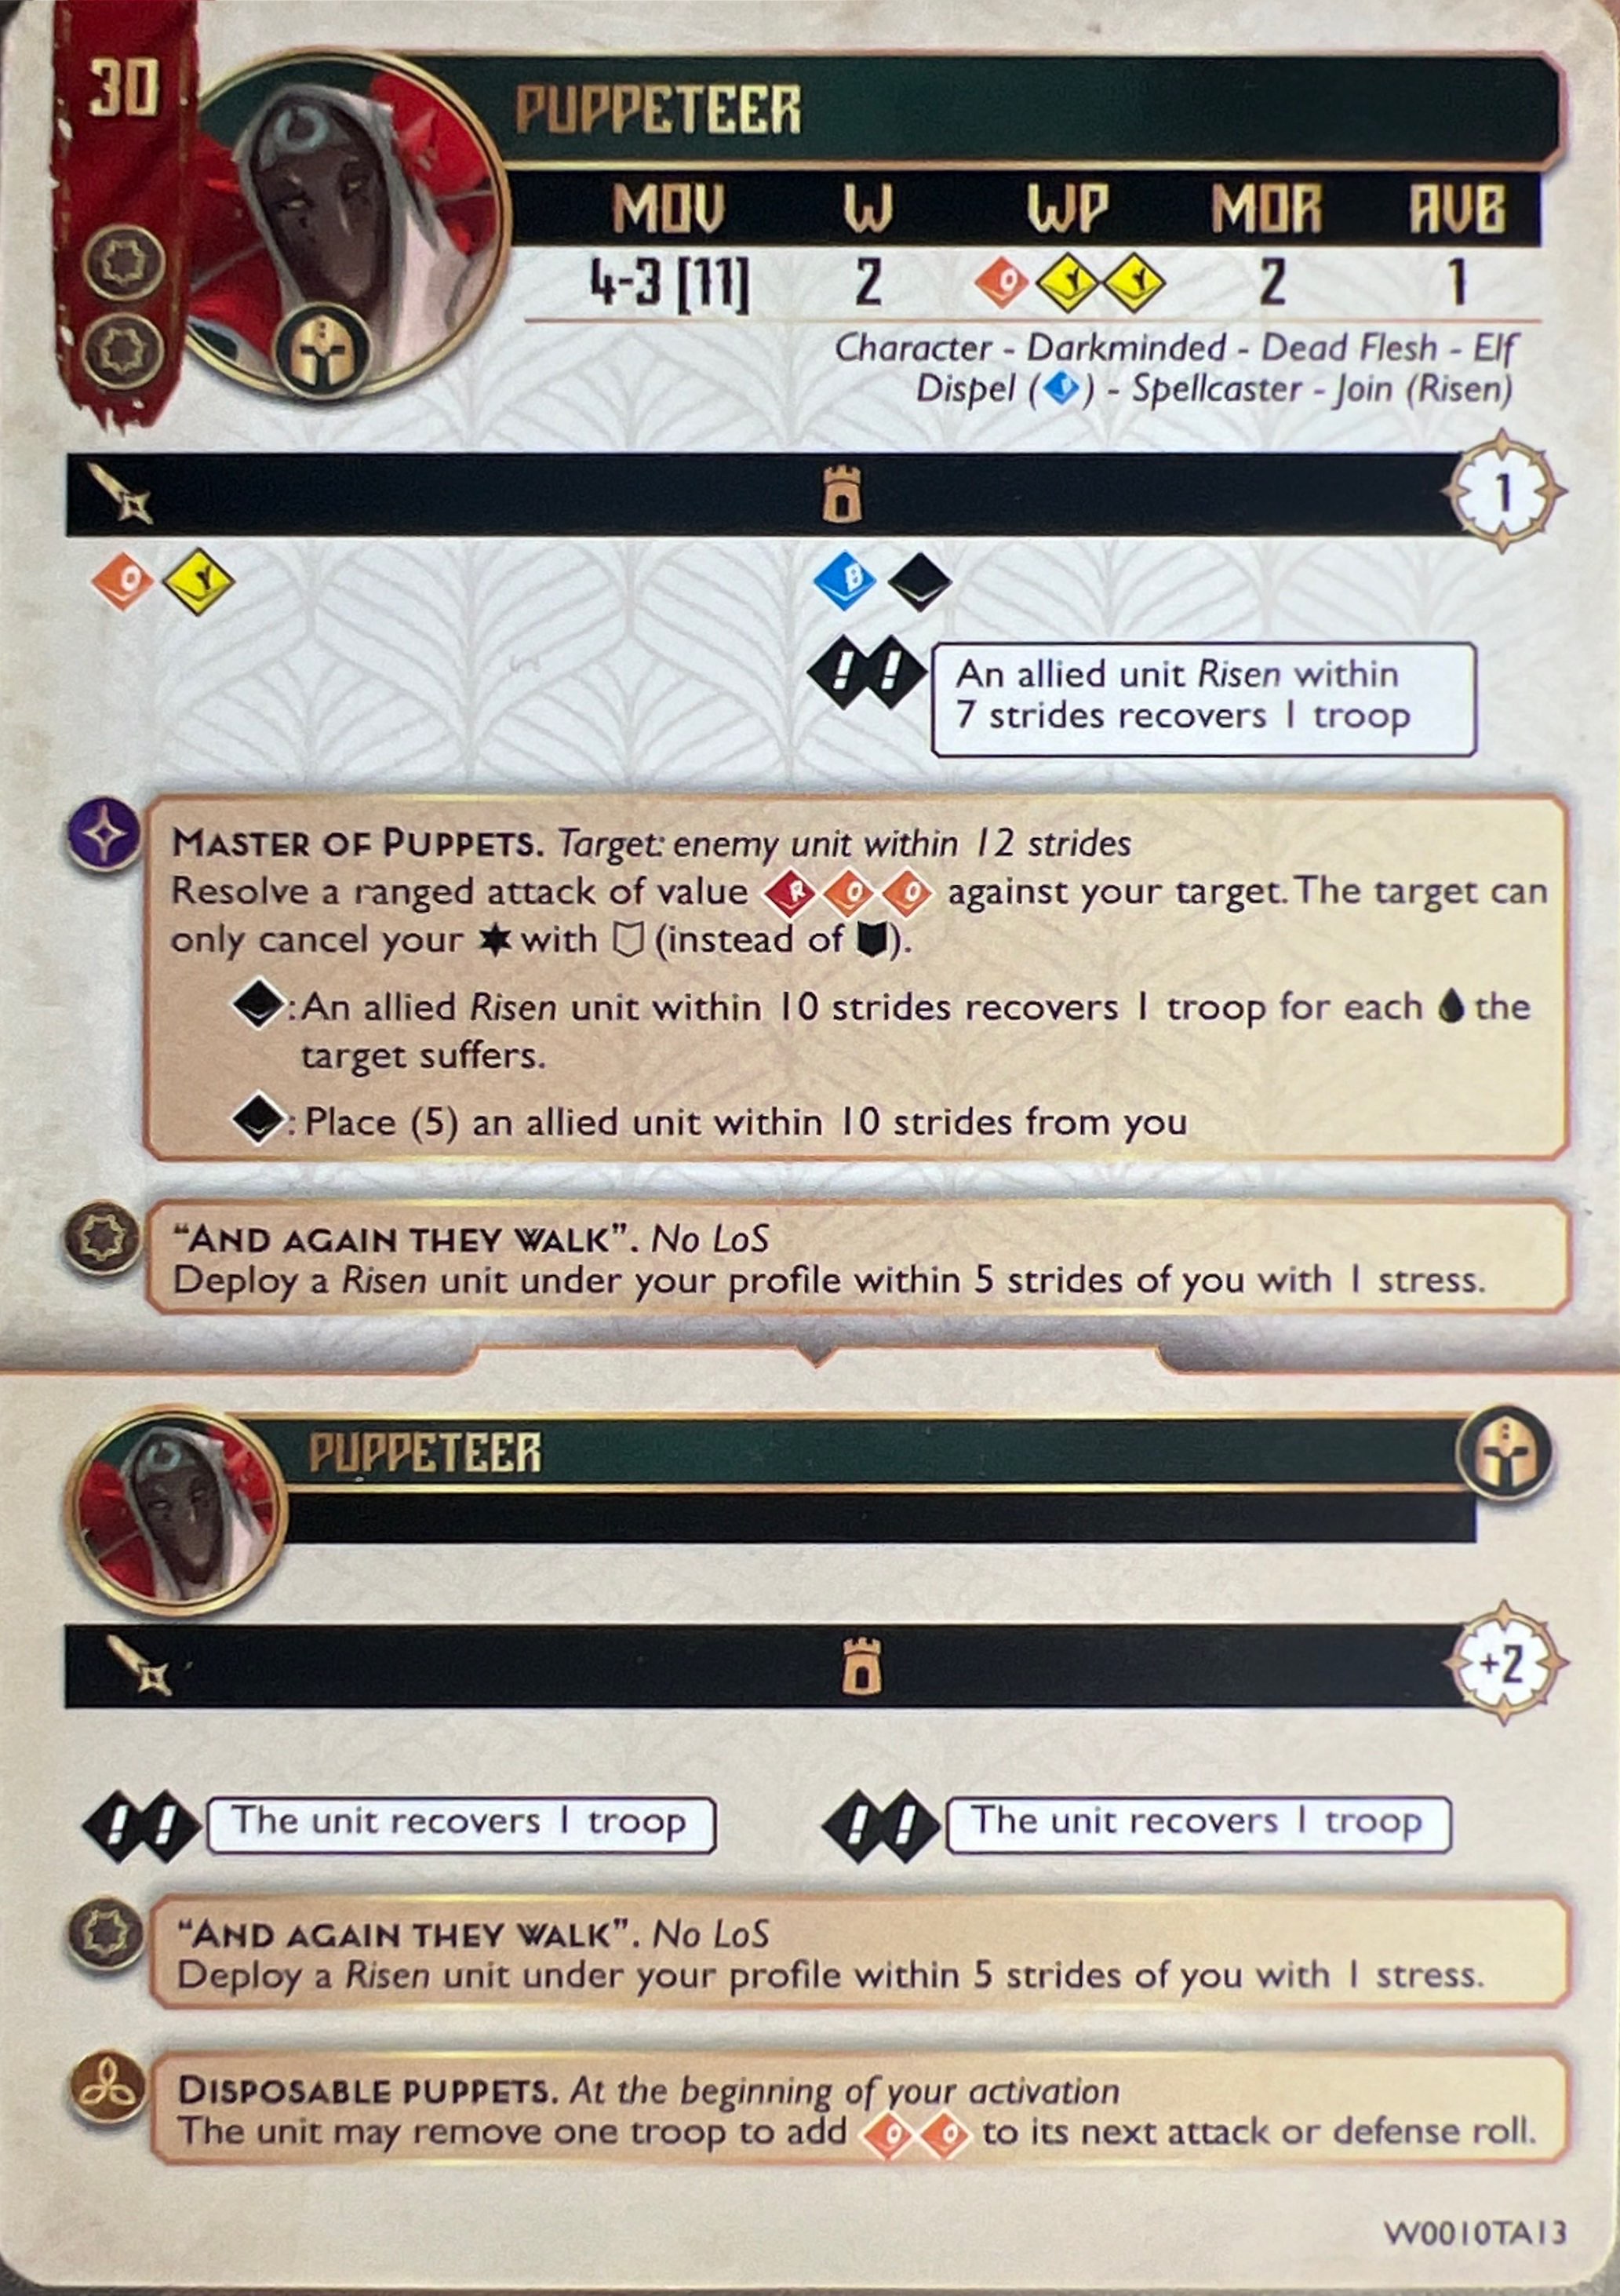 30
PUPPETEER
MOV W WP MOR AVB
4-3 [11] 2 O Y Y 2 1
Character - Darkminded - Dead Flesh - Elf
Dispel (B) - Spellcaster - Join (Risen)
1
O Y
B
! ! An allied unit Risen within
7 strides recovers 1 troop
MASTER OF PUPPETS. Target: enemy unit within 12 strides
Resolve a ranged attack of value R O O against your target. The target can
only cancel your with (instead of ).
: An allied Risen unit within 10 strides recovers 1 troop for each the
target suffers.
: Place (5) an allied unit within 10 strides from you
“AND AGAIN THEY WALK”. No LoS
Deploy a Risen unit under your profile within 5 strides of you with 1 stress.
PUPPETEER
+2
! ! The unit recovers 1 troop ! ! The unit recovers 1 troop
“AND AGAIN THEY WALK”. No LoS
Deploy a Risen unit under your profile within 5 strides of you with 1 stress.
DISPOSABLE PUPPETS. At the beginning of your activation
The unit may remove one troop to add O O to its next attack or defense roll.
W0010TA13